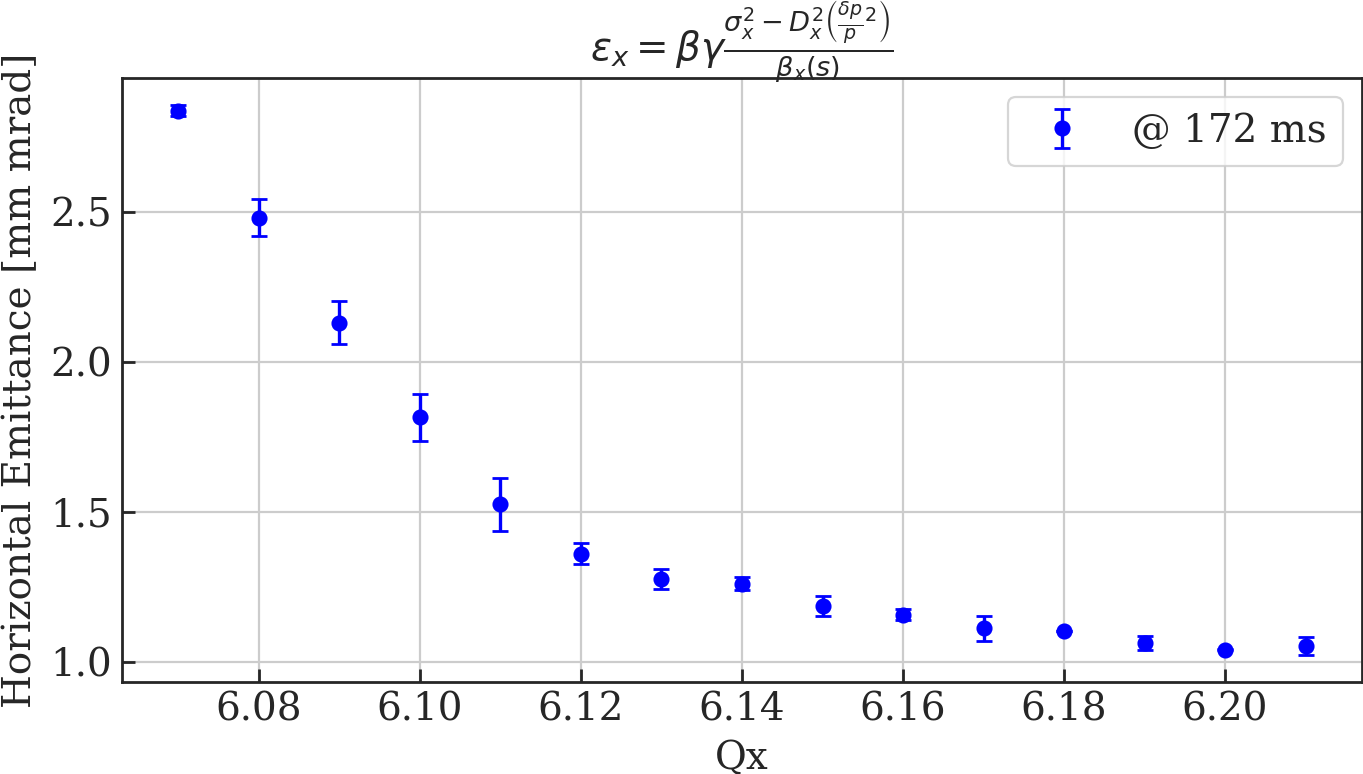 εₓ = βγ (σₓ² − Dₓ²(δp/p ²)) / βₓ(s)
@ 172 ms
Horizontal Emittance [mm mrad]
2.5
2.0
1.5
1.0
6.08 6.10 6.12 6.14 6.16 6.18 6.20
Qx